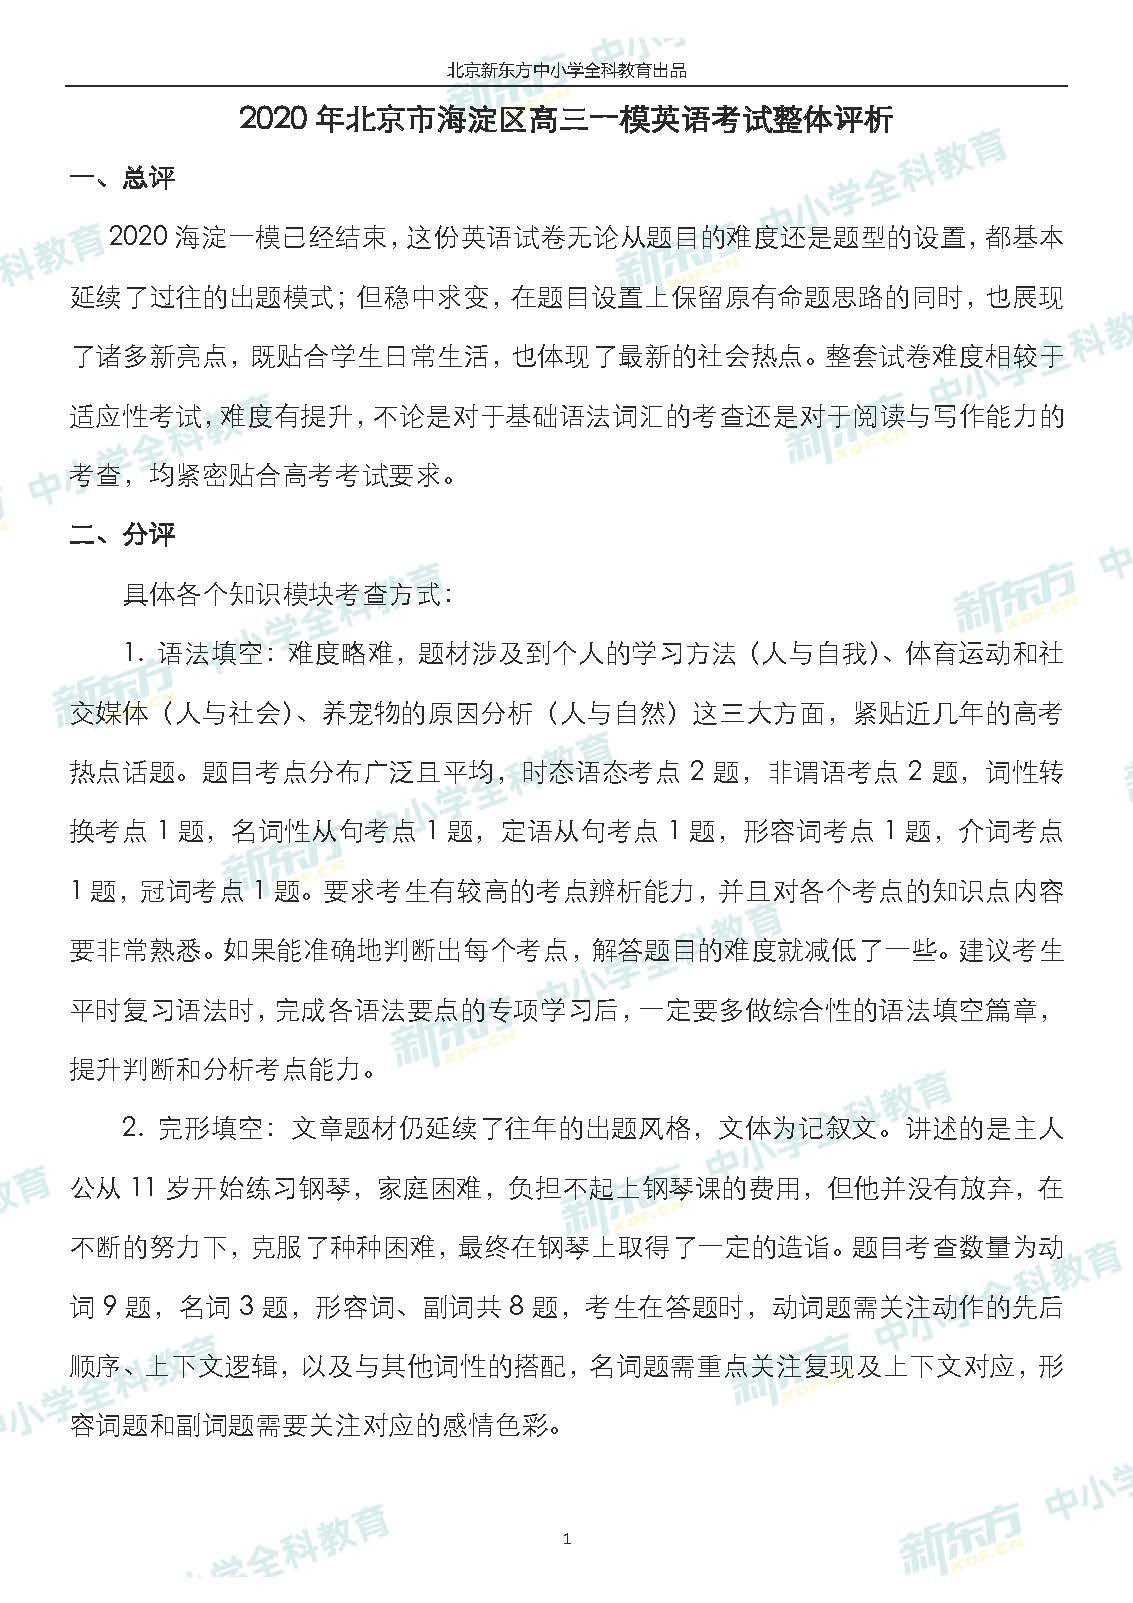 北京新东方中小学全科教育出品
2020 年北京市海淀区高三一模英语考试整体评析
一、总评
2020 海淀一模已经结束，这份英语试卷无论从题目的难度还是题型的设置，都基本
延续了过往的出题模式；但稳中求变，在题目设置上保留原有命题思路的同时，也展现
了诸多新亮点，既贴合学生日常生活，也体现了最新的社会热点。整套试卷难度相较于
适应性考试，难度有提升，不论是对于基础语法词汇的考查还是对于阅读与写作能力的
考查，均紧密贴合高考考试要求。
二、分评
具体各个知识模块考查方式：
1. 语法填空：难度略难，题材涉及到个人的学习方法（人与自我）、体育运动和社
交媒体（人与社会）、养宠物的原因分析（人与自然）这三大方面，紧贴近几年的高考
热点话题。题目考点分布广泛且平均，时态语态考点 2 题，非谓语考点 2 题，词性转
换考点 1 题，名词性从句考点 1 题，定语从句考点 1 题，形容词考点 1 题，介词考点
1 题，冠词考点 1 题。要求考生有较高的考点辨析能力，并且对各个考点的知识点内容
要非常熟悉。如果能准确地判断出每个考点，解答题目的难度就减低了一些。建议考生
平时复习语法时，完成各语法要点的专项学习后，一定要多做综合性的语法填空篇章，
提升判断和分析考点能力。
2. 完形填空：文章题材仍延续了往年的出题风格，文体为记叙文。讲述的是主人
公从 11 岁开始练习钢琴，家庭困难，负担不起上钢琴课的费用，但他并没有放弃，在
不断的努力下，克服了种种困难，最终在钢琴上取得了一定的造诣。题目考查数量为动
词 9 题，名词 3 题，形容词、副词共 8 题，考生在答题时，动词题需关注动作的先后
顺序、上下文逻辑，以及与其他词性的搭配，名词题需重点关注复现及上下文对应，形
容词题和副词题需要关注对应的感情色彩。
1
新东方 XDF.CN 中小学全科教育